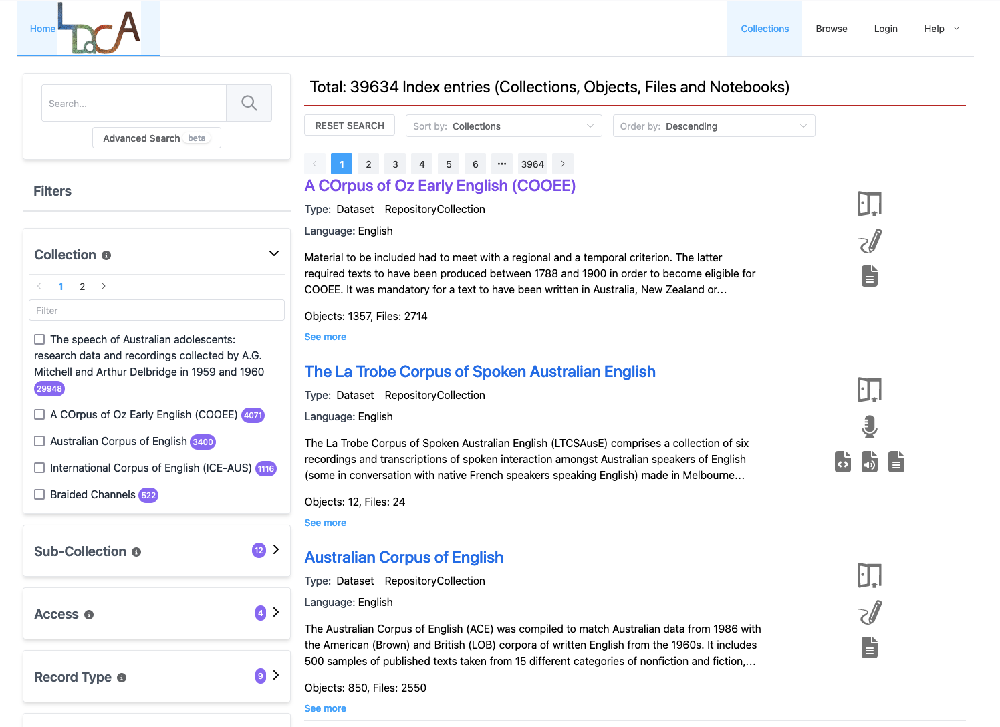 Home LDaCA
Collections Browse Login Help
Search...
Advanced Search beta
Filters
Collection
1 2
Filter
The speech of Australian adolescents:
research data and recordings collected by A.G.
Mitchell and Arthur Delbridge in 1959 and 1960
29948
A COrpus of Oz Early English (COOEE) 4071
Australian Corpus of English 3400
International Corpus of English (ICE-AUS) 1116
Braided Channels 522
Sub-Collection 12
Access 4
Record Type 9
Total: 39634 Index entries (Collections, Objects, Files and Notebooks)
RESET SEARCH Sort by: Collections Order by: Descending
1 2 3 4 5 6 ••• 3964
A COrpus of Oz Early English (COOEE)
Type: Dataset RepositoryCollection
Language: English
Material to be included had to meet with a regional and a temporal criterion. The latter
required texts to have been produced between 1788 and 1900 in order to become eligible for
COOEE. It was mandatory for a text to have been written in Australia, New Zealand or...
Objects: 1357, Files: 2714
See more
The La Trobe Corpus of Spoken Australian English
Type: Dataset RepositoryCollection
Language: English
The La Trobe Corpus of Spoken Australian English (LTCSAusE) comprises a collection of six
recordings and transcriptions of spoken interaction amongst Australian speakers of English
(some in conversation with native French speakers speaking English) made in Melbourne...
Objects: 12, Files: 24
See more
Australian Corpus of English
Type: Dataset RepositoryCollection
Language: English
The Australian Corpus of English (ACE) was compiled to match Australian data from 1986 with
the American (Brown) and British (LOB) corpora of written English from the 1960s. It includes
500 samples of published texts taken from 15 different categories of nonfiction and fiction,...
Objects: 850, Files: 2550
See more